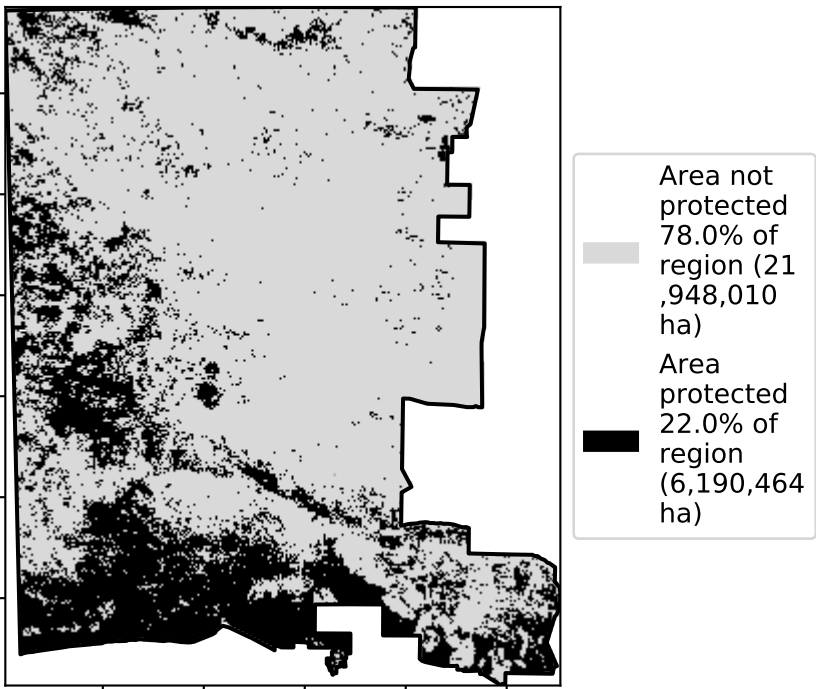 Area not
protected
78.0% of
region (21
,948,010
ha)
Area
protected
22.0% of
region
(6,190,464
ha)